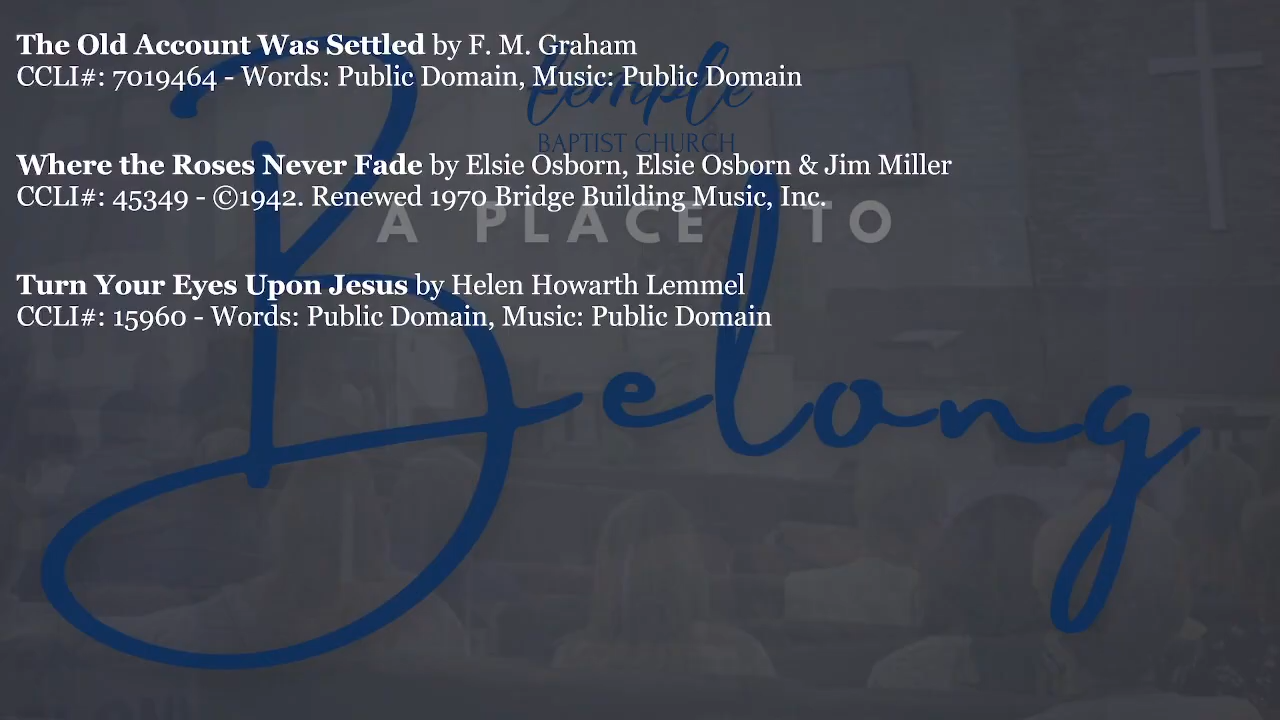 The Old Account Was Settled by F. M. Graham
CCLI#: 7019464 - Words: Public Domain, Music: Public Domain
temple
BAPTIST CHURCH
Where the Roses Never Fade by Elsie Osborn, Elsie Osborn & Jim Miller
CCLI#: 45349 - ©1942. Renewed 1970 Bridge Building Music, Inc.
A PLACE TO
Belong
Turn Your Eyes Upon Jesus by Helen Howarth Lemmel
CCLI#: 15960 - Words: Public Domain, Music: Public Domain